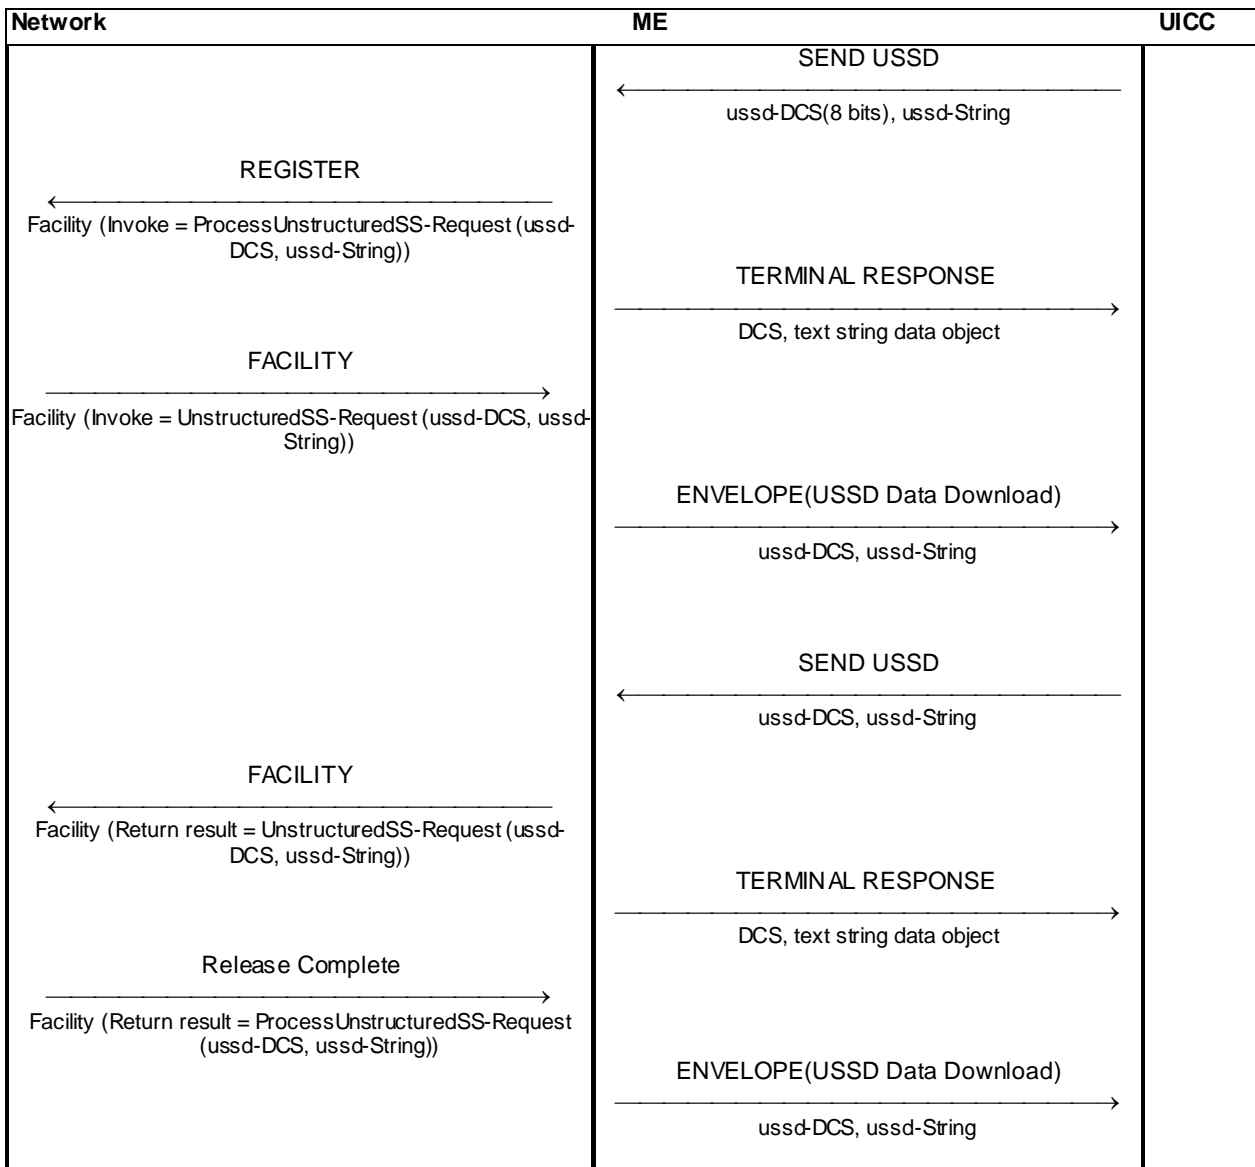 Network ME UICC
SEND USSD
ussd-DCS(8 bits), ussd-String
REGISTER
Facility (Invoke = ProcessUnstructuredSS-Request (ussd-
DCS, ussd-String))
TERMINAL RESPONSE
DCS, text string data object
FACILITY
Facility (Invoke = UnstructuredSS-Request (ussd-DCS, ussd-
String))
ENVELOPE(USSD Data Download)
ussd-DCS, ussd-String
SEND USSD
ussd-DCS, ussd-String
FACILITY
Facility (Return result = UnstructuredSS-Request (ussd-
DCS, ussd-String))
TERMINAL RESPONSE
DCS, text string data object
Release Complete
Facility (Return result = ProcessUnstructuredSS-Request
(ussd-DCS, ussd-String))
ENVELOPE(USSD Data Download)
ussd-DCS, ussd-String